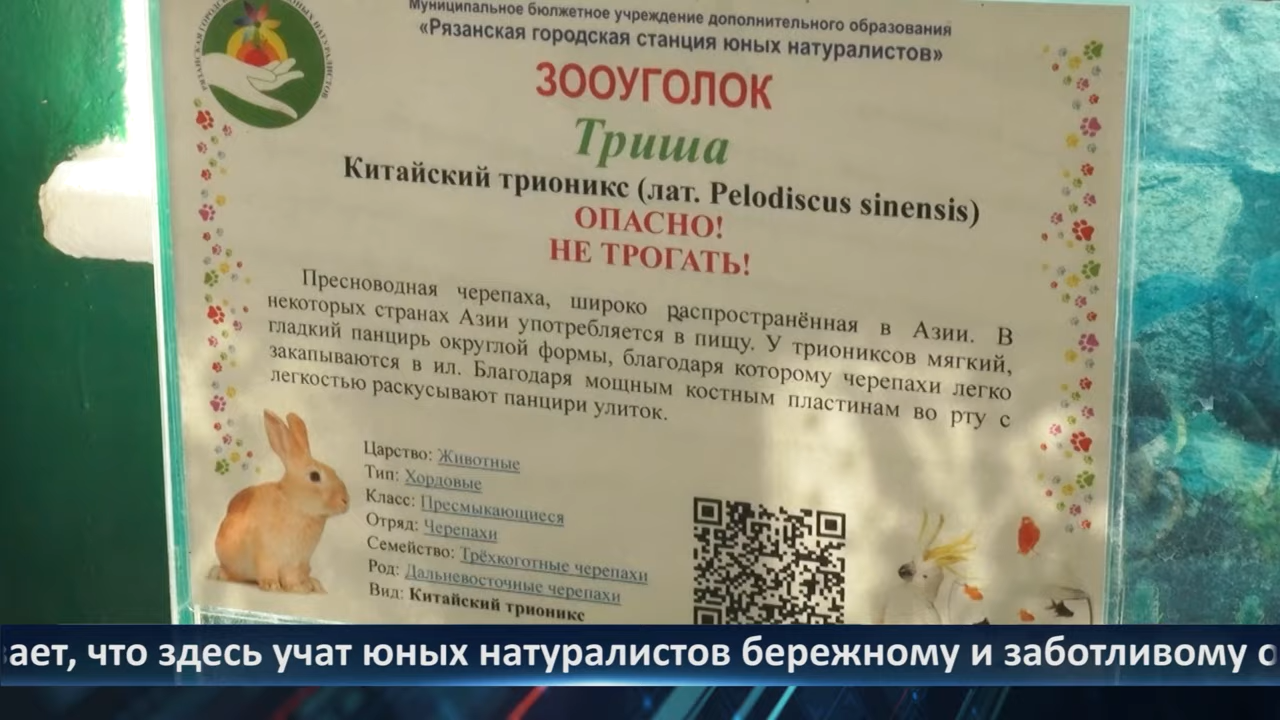 Муниципальное бюджетное учреждение дополнительного образования
«Рязанская городская станция юных натуралистов»
ЗООУГОЛОК
Триша
Китайский трионикс (лат. Pelodiscus sinensis)
ОПАСНО!
НЕ ТРОГАТЬ!
Пресноводная черепаха, широко распространённая в Азии. В
некоторых странах Азии употребляется в пищу. У триониксов мягкий,
гладкий панцирь округлой формы, благодаря которому черепахи легко
закапываются в ил. Благодаря мощным костным пластинам во рту с
легкостью раскусывают панцири улиток.
Царство: Животные
Тип: Хордовые
Класс: Пресмыкающиеся
Отряд: Черепахи
Семейство: Трёхкоготные черепахи
Род: Дальневосточные черепахи
Вид: Китайский трионикс
ает, что здесь учат юных натуралистов бережному и заботливому о